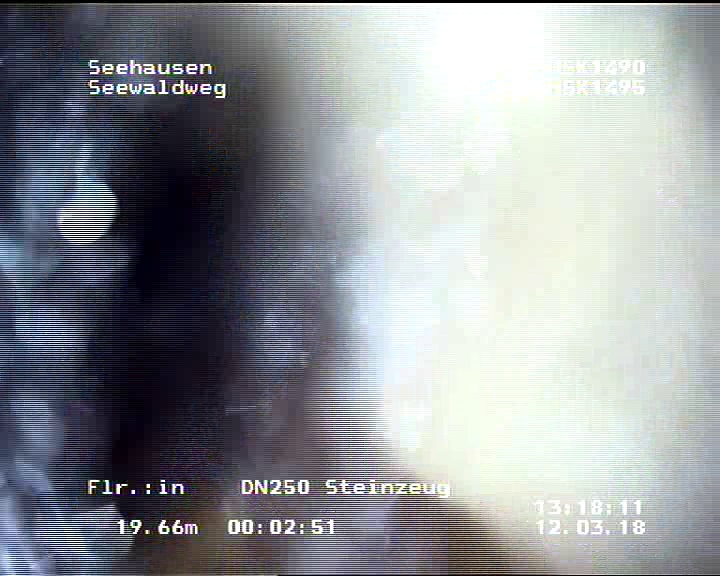 Seehausen
Seewaldweg
Flr.:in DN250 Steinzeug
19.66m 00:02:51
13:18:11
12.03.18